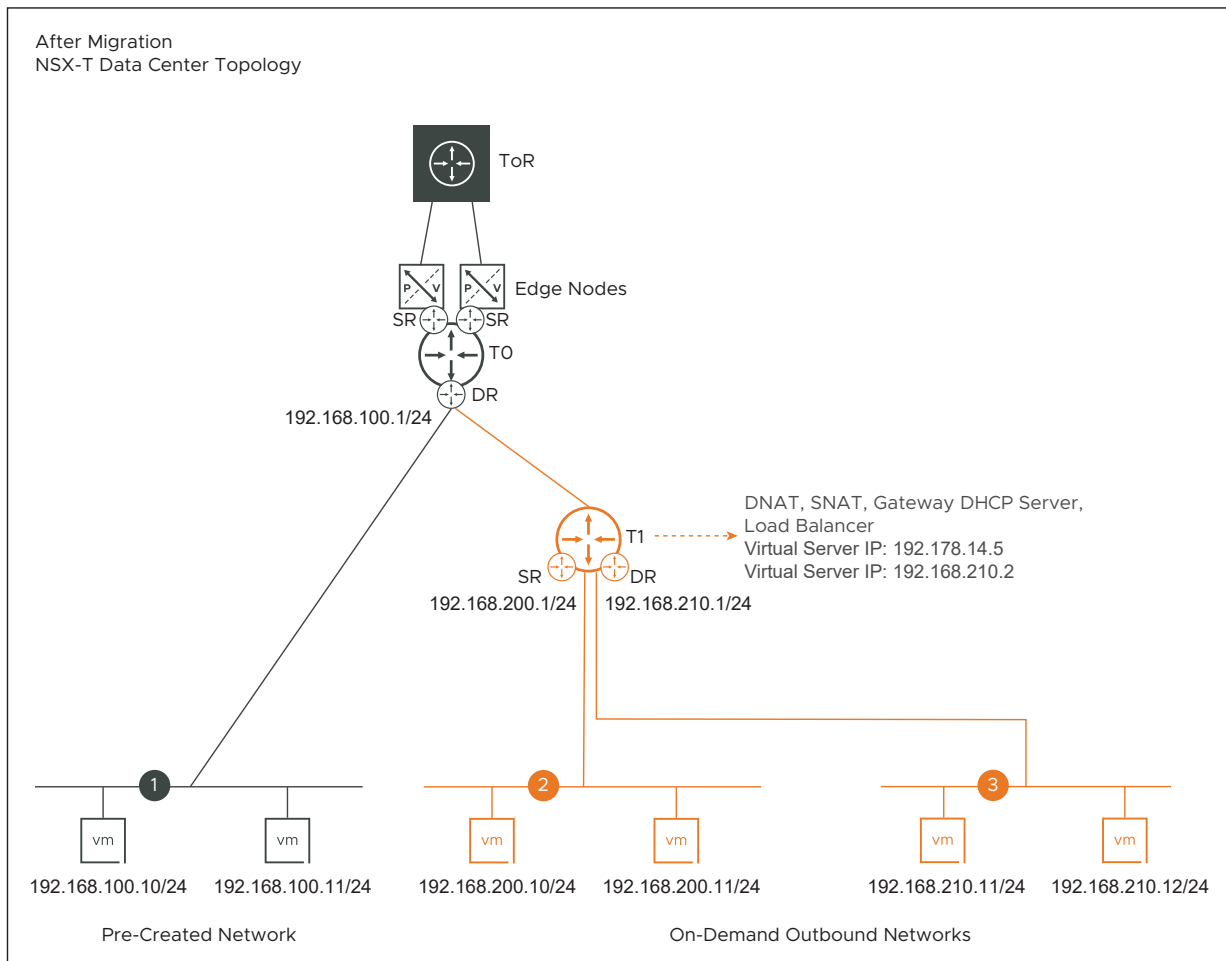 After Migration
NSX-T Data Center Topology
ToR
P V
P V
Edge Nodes
SR
SR
T0
DR
192.168.100.1/24
DNAT, SNAT, Gateway DHCP Server,
Load Balancer
Virtual Server IP: 192.178.14.5
Virtual Server IP: 192.168.210.2
T1
SR
DR
192.168.200.1/24
192.168.210.1/24
1
2
3
vm
vm
vm
vm
vm
vm
192.168.100.10/24
192.168.100.11/24
192.168.200.10/24
192.168.200.11/24
192.168.210.11/24
192.168.210.12/24
Pre-Created Network
On-Demand Outbound Networks